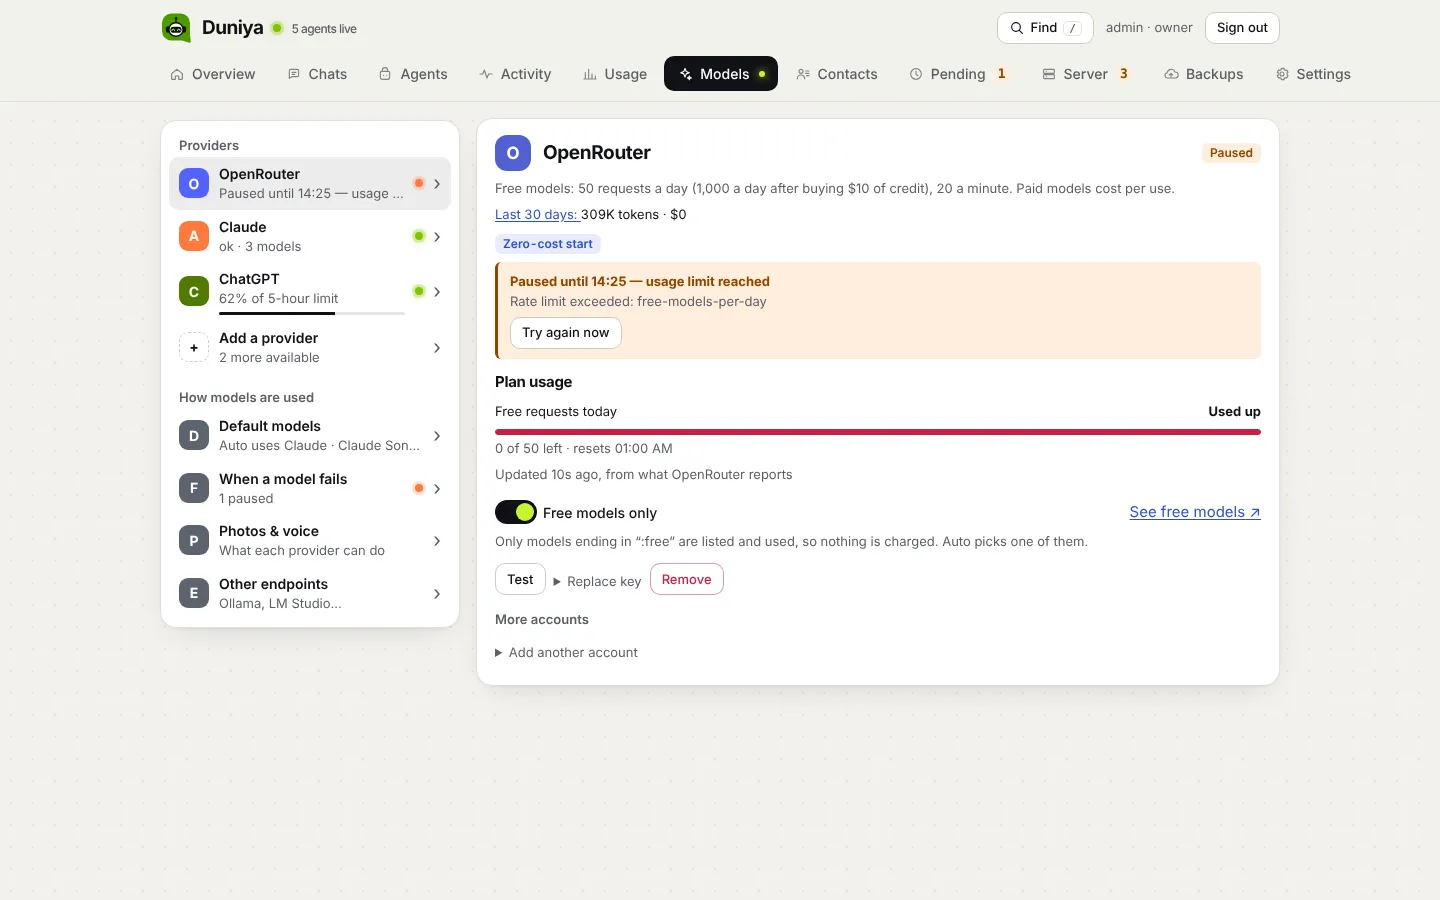 Duniya 5 agents live
Find / admin · owner Sign out
Overview Chats Agents Activity Usage Models Contacts Pending 1 Server 3 Backups Settings
Providers
O OpenRouter
Paused until 14:25 — usage ...
A Claude
ok · 3 models
C ChatGPT
62% of 5-hour limit
+ Add a provider
2 more available
How models are used
D Default models
Auto uses Claude · Claude Son...
F When a model fails
1 paused
P Photos & voice
What each provider can do
E Other endpoints
Ollama, LM Studio...
O OpenRouter Paused
Free models: 50 requests a day (1,000 a day after buying $10 of credit), 20 a minute. Paid models cost per use.
Last 30 days: 309K tokens · $0
Zero-cost start
Paused until 14:25 — usage limit reached
Rate limit exceeded: free-models-per-day
Try again now
Plan usage
Free requests today Used up
0 of 50 left · resets 01:00 AM
Updated 10s ago, from what OpenRouter reports
Free models only See free models ↗
Only models ending in “:free” are listed and used, so nothing is charged. Auto picks one of them.
Test ▶ Replace key Remove
More accounts
▶ Add another account